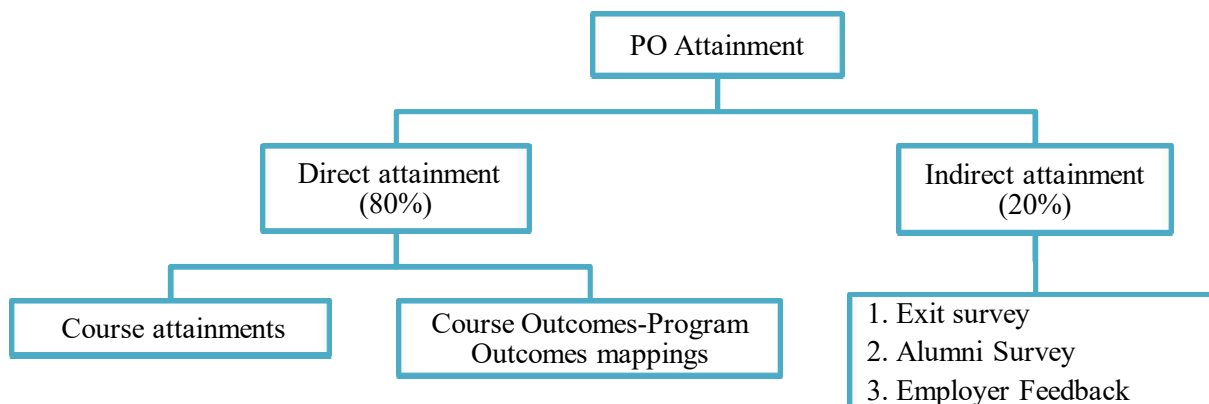 PO Attainment
Direct attainment
(80%)
Indirect attainment
(20%)
Course attainments
Course Outcomes-Program
Outcomes mappings
1. Exit survey
2. Alumni Survey
3. Employer Feedback